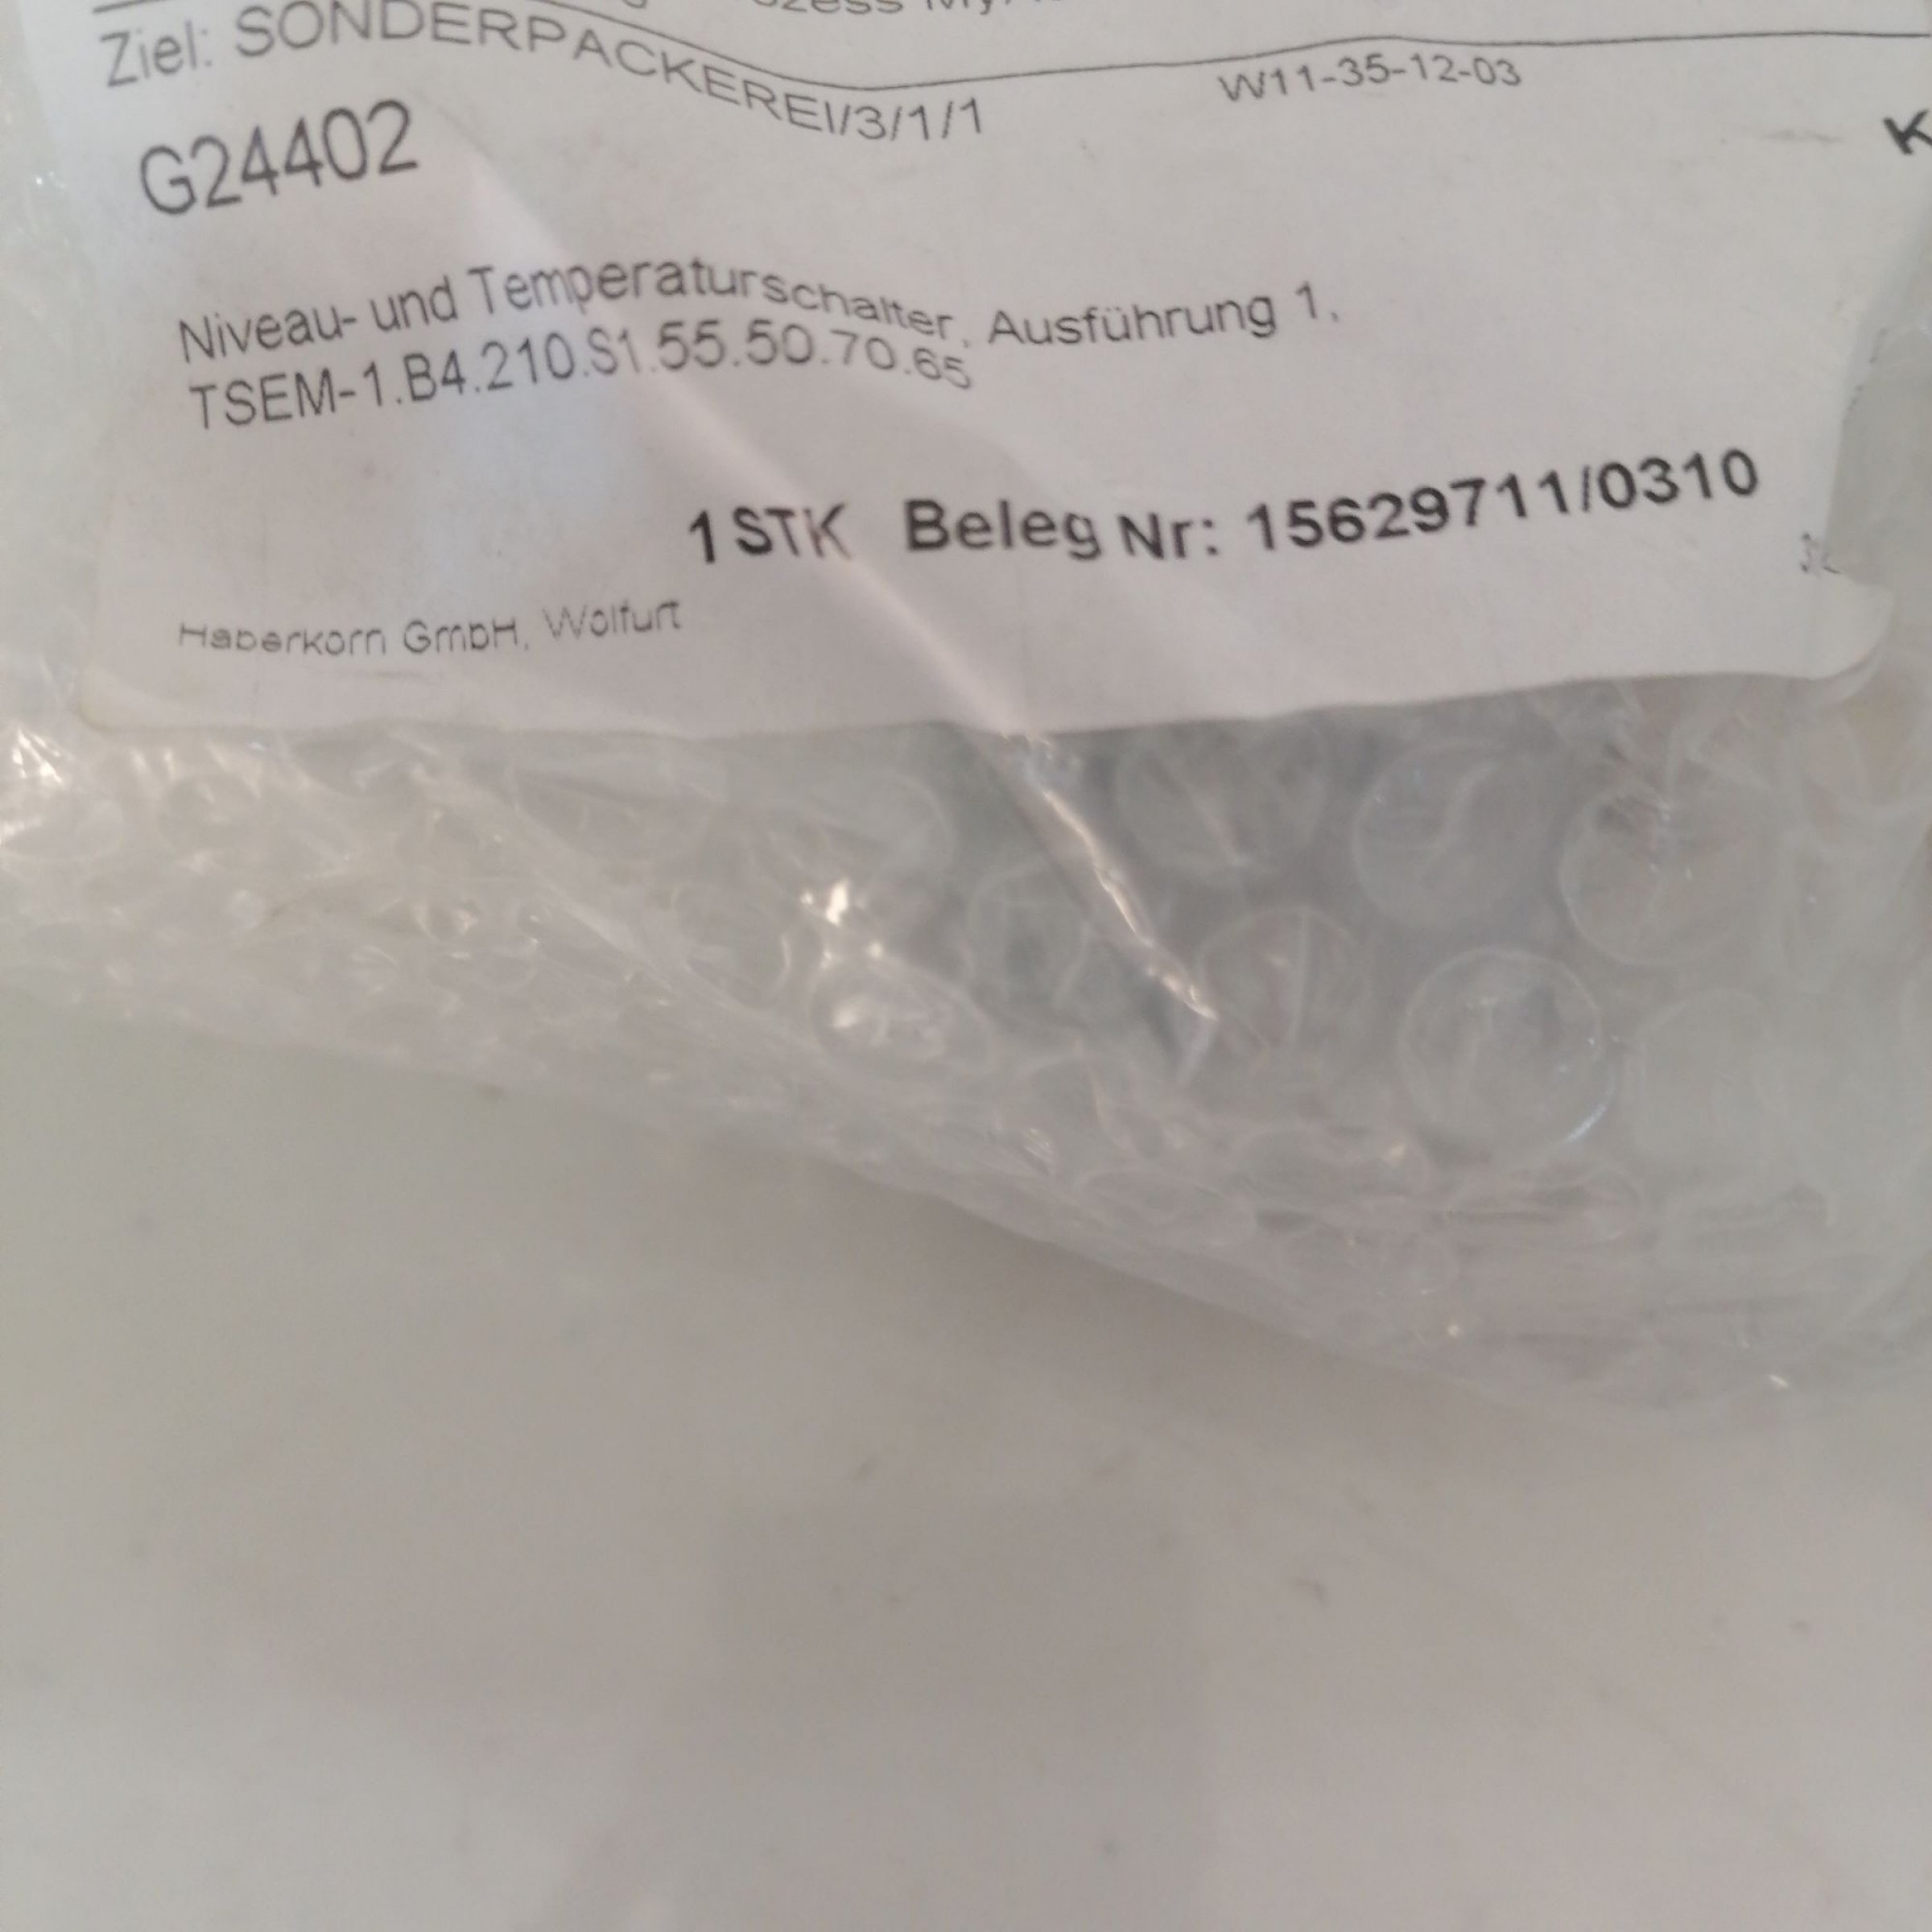 Ziel: SONDERPACKEREI/3/1/1
W11-35-12-03
G24402
K
Niveau- und Temperaturschalter, Ausführung 1,
TSEM-1.B4.210.S1.55.50.70.65
1 STK Beleg Nr: 15629711/0310
Haberkorn GmbH, Wolfurt